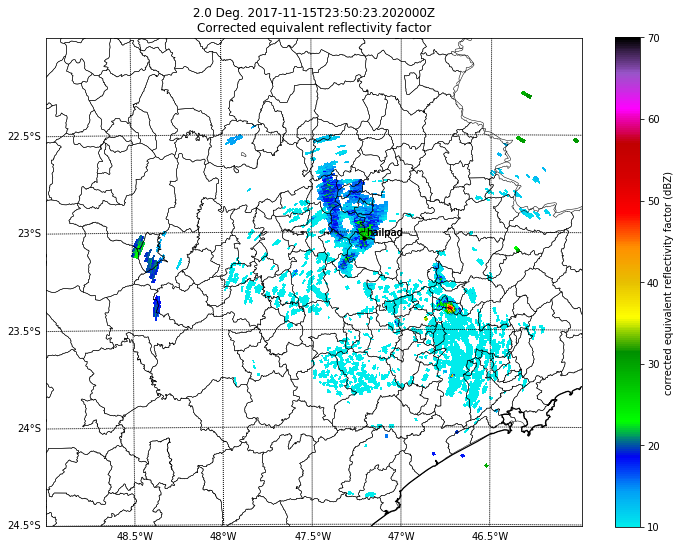 2.0 Deg. 2017-11-15T23:50:23.202000Z
Corrected equivalent reflectivity factor
70
60
50
40
30
20
10
corrected equivalent reflectivity factor (dBZ)
22.5°S
23°S
23.5°S
24°S
24.5°S
hailpad
48.5°W
48°W
47.5°W
47°W
46.5°W